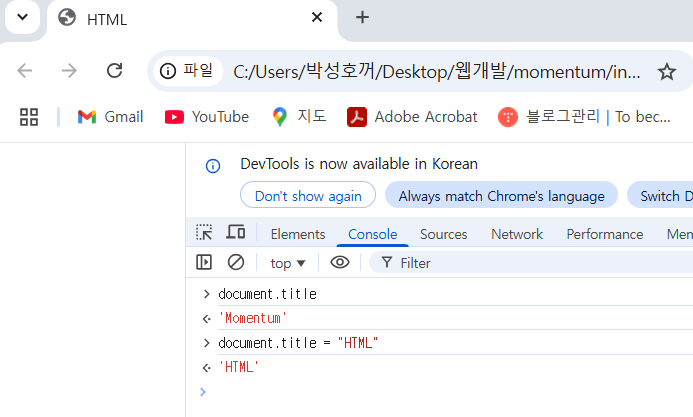 HTML
파일 C:/Users/박성호꺼/Desktop/웹개발/momentum/in...
Gmail YouTube 지도 Adobe Acrobat 블로그관리 | To bec...
DevTools is now available in Korean
Don't show again Always match Chrome's language Switch D
Elements Console Sources Network Performance Mem
top Filter
document.title
'Momentum'
document.title = "HTML"
'HTML'